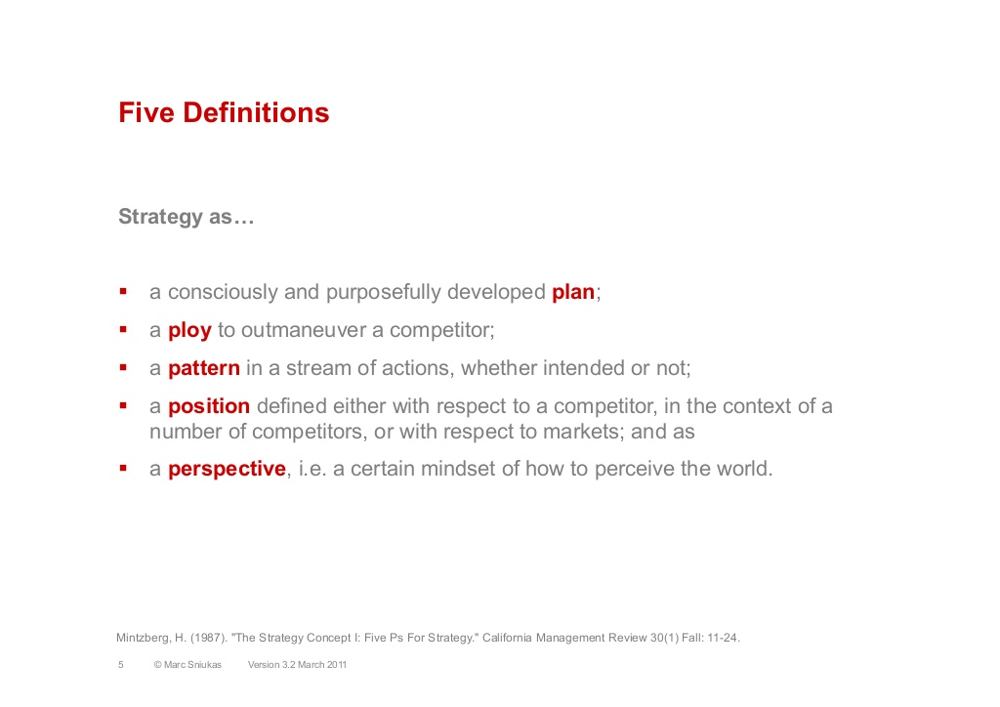 Five Definitions
Strategy as…
▪ a consciously and purposefully developed plan;
▪ a ploy to outmaneuver a competitor;
▪ a pattern in a stream of actions, whether intended or not;
▪ a position defined either with respect to a competitor, in the context of a
number of competitors, or with respect to markets; and as
▪ a perspective, i.e. a certain mindset of how to perceive the world.
Mintzberg, H. (1987). "The Strategy Concept I: Five Ps For Strategy." California Management Review 30(1) Fall: 11-24.
5 © Marc Sniukas Version 3.2 March 2011